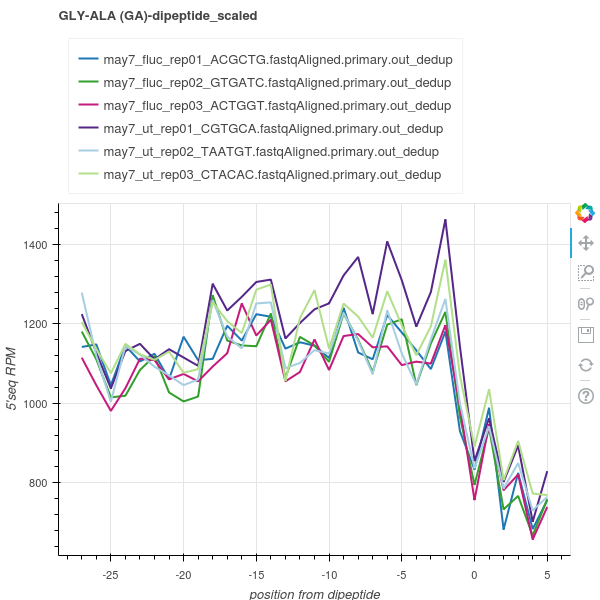 GLY-ALA (GA)-dipeptide_scaled
may7_fluc_rep01_ACGCTG.fastqAligned.primary.out_dedup
may7_fluc_rep02_GTGATC.fastqAligned.primary.out_dedup
may7_fluc_rep03_ACTGGT.fastqAligned.primary.out_dedup
may7_ut_rep01_CGTGCA.fastqAligned.primary.out_dedup
may7_ut_rep02_TAATGT.fastqAligned.primary.out_dedup
may7_ut_rep03_CTACAC.fastqAligned.primary.out_dedup
5'seq RPM
1400
1200
1000
800
-25 -20 -15 -10 -5 0 5
position from dipeptide